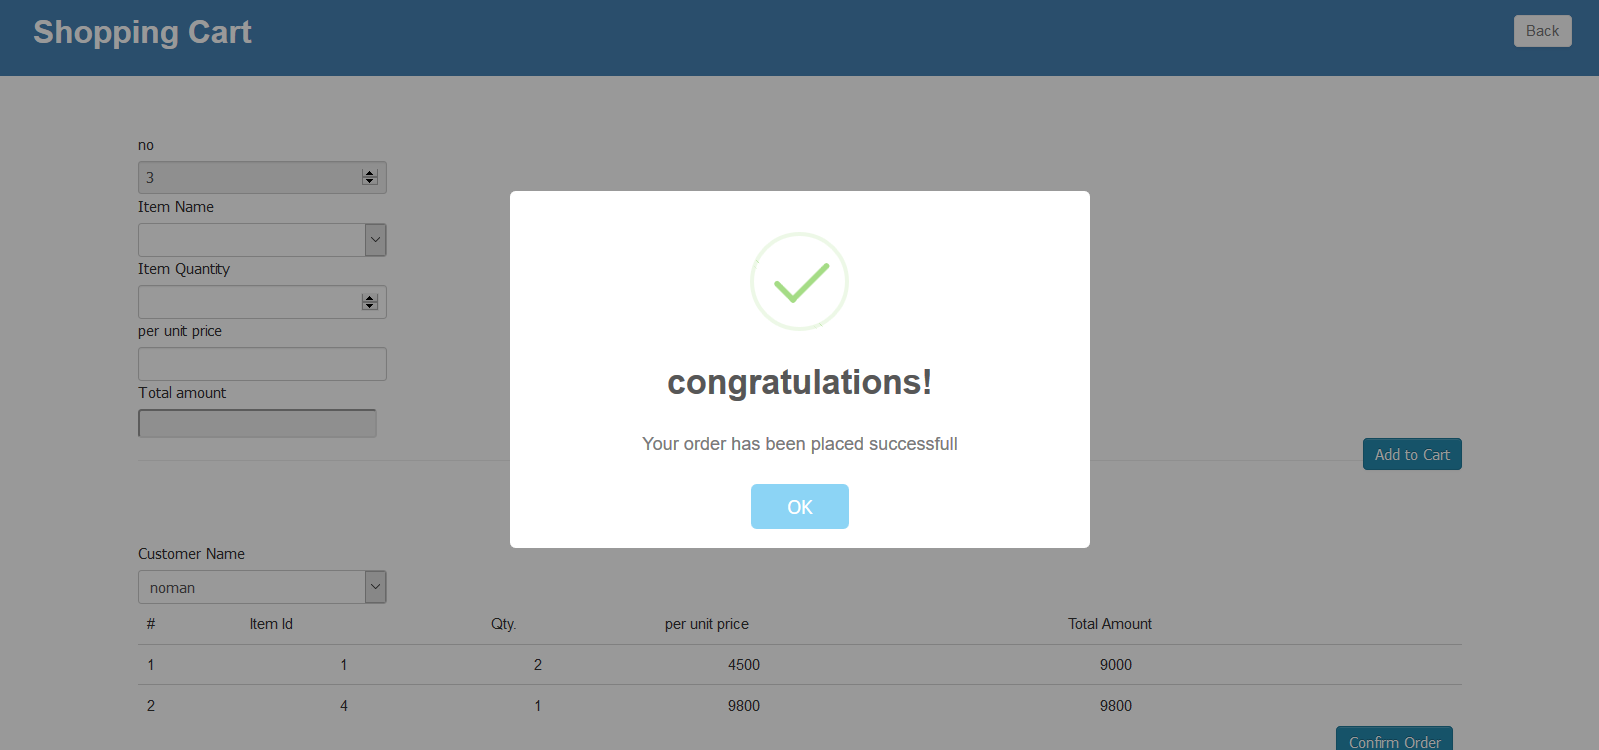 Shopping Cart
Back
no
3
Item Name
Item Quantity
per unit price
Total amount
congratulations!
Your order has been placed successfull
OK
Add to Cart
Customer Name
noman
# Item Id Qty. per unit price Total Amount
1 1 2 4500 9000
2 4 1 9800 9800
Confirm Order